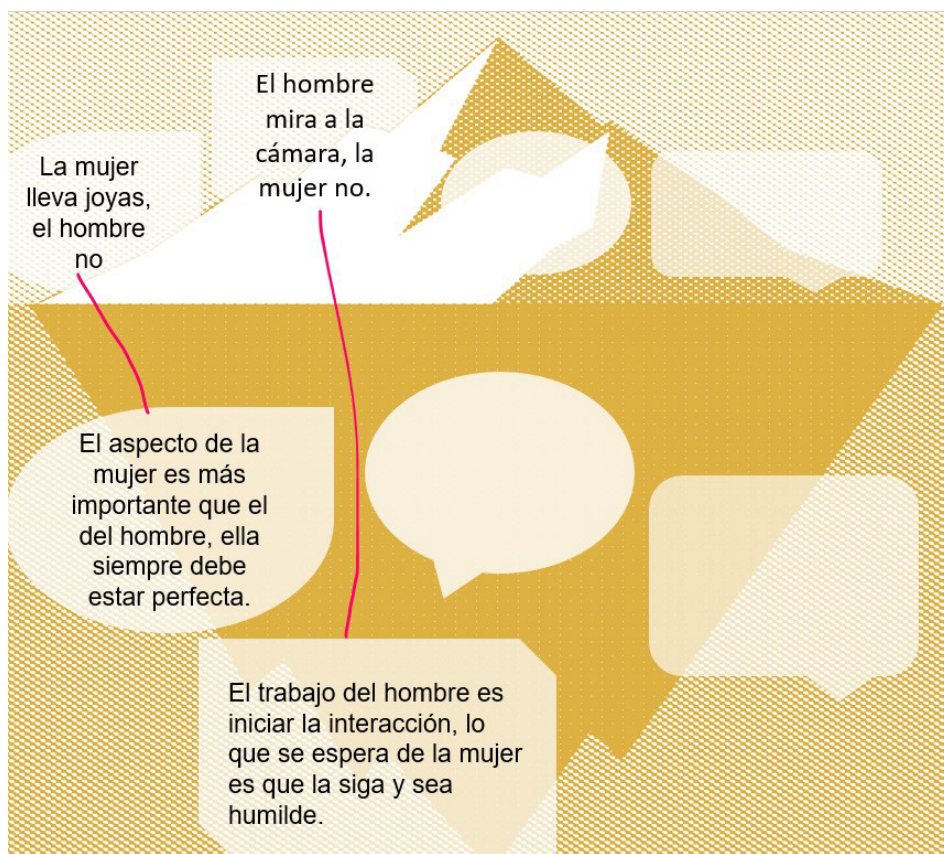 La mujer
lleva joyas,
el hombre
no
El hombre
mira a la
cámara, la
mujer no.
El aspecto de la
mujer es más
importante que el
del hombre, ella
siempre debe
estar perfecta.
El trabajo del hombre es
iniciar la interacción, lo
que se espera de la mujer
es que la siga y sea
humilde.